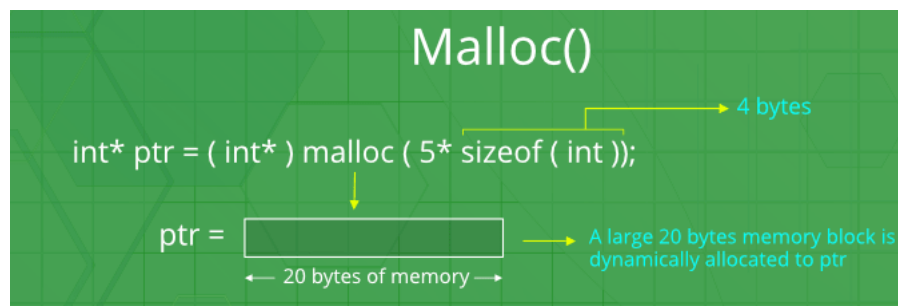 Malloc()
4 bytes
int* ptr = ( int* ) malloc ( 5* sizeof ( int ));
ptr =
A large 20 bytes memory block is
dynamically allocated to ptr
20 bytes of memory